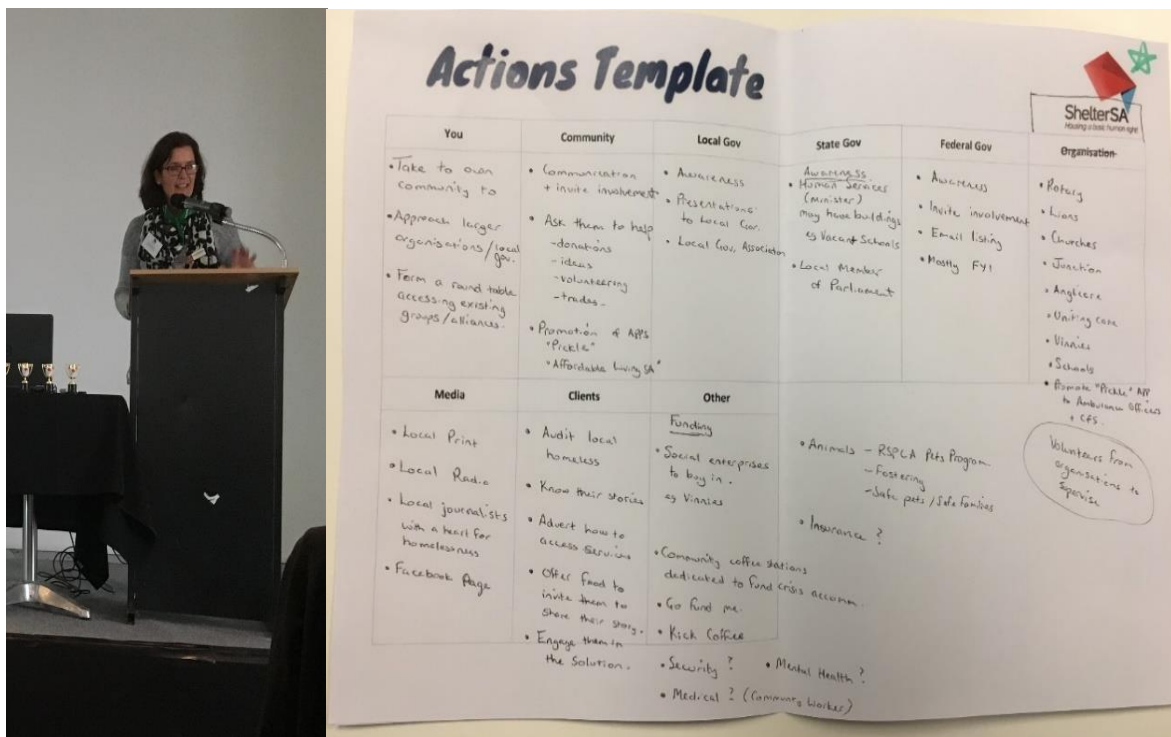 Actions Template
ShelterSA
Housing a basic human right
You
• Take to own
community to
• Approach larger
organisations/local
gov.
• Form a round table
accessing existing
groups/alliances.
Community
• Communication
+ invite involvement
• Ask them to help
- donations
- ideas
- volunteering
- trades.
• Promotion of APPs
"Pickle"
"Affordable Living SA"
Local Gov
• Awareness
• Presentations
to Local Gov.
• Local Gov. Association
State Gov
Awareness
• Human Services
(minister)
may have buildings
eg Vacant Schools
• Local Member
of Parliament
Federal Gov
• Awareness
• Invite involvement
• Email listing
• Mostly FYI
Organisation
• Rotary
• Lions
• Churches
• Junction
• Anglicare
• Uniting care
• Vinnies
• Schools
• Promote "Pickle" APP
to Ambulance Officers
+ CFS.
Volunteers from
organisations to
supervise
Media
• Local Print
• Local Radio
• Local journalists
with a heart for
homelessness
• Facebook Page
Clients
• Audit local
homeless
• Know their stories
• Advert how to
access services
• Offer food to
invite them to
share their story.
• Engage them in
the Solution.
Other
Funding
• Social enterprises
to buy in.
eg Vinnies
• Community coffee stations
dedicated to fund crisis accomm.
• Go fund me.
• Kick Coffee
• Security ? • Mental Health ?
• Medical ? (Community Worker)
• Animals - RSPCA Pets Program
- Fostering
- Safe pets / Safe families
• Insurance ?